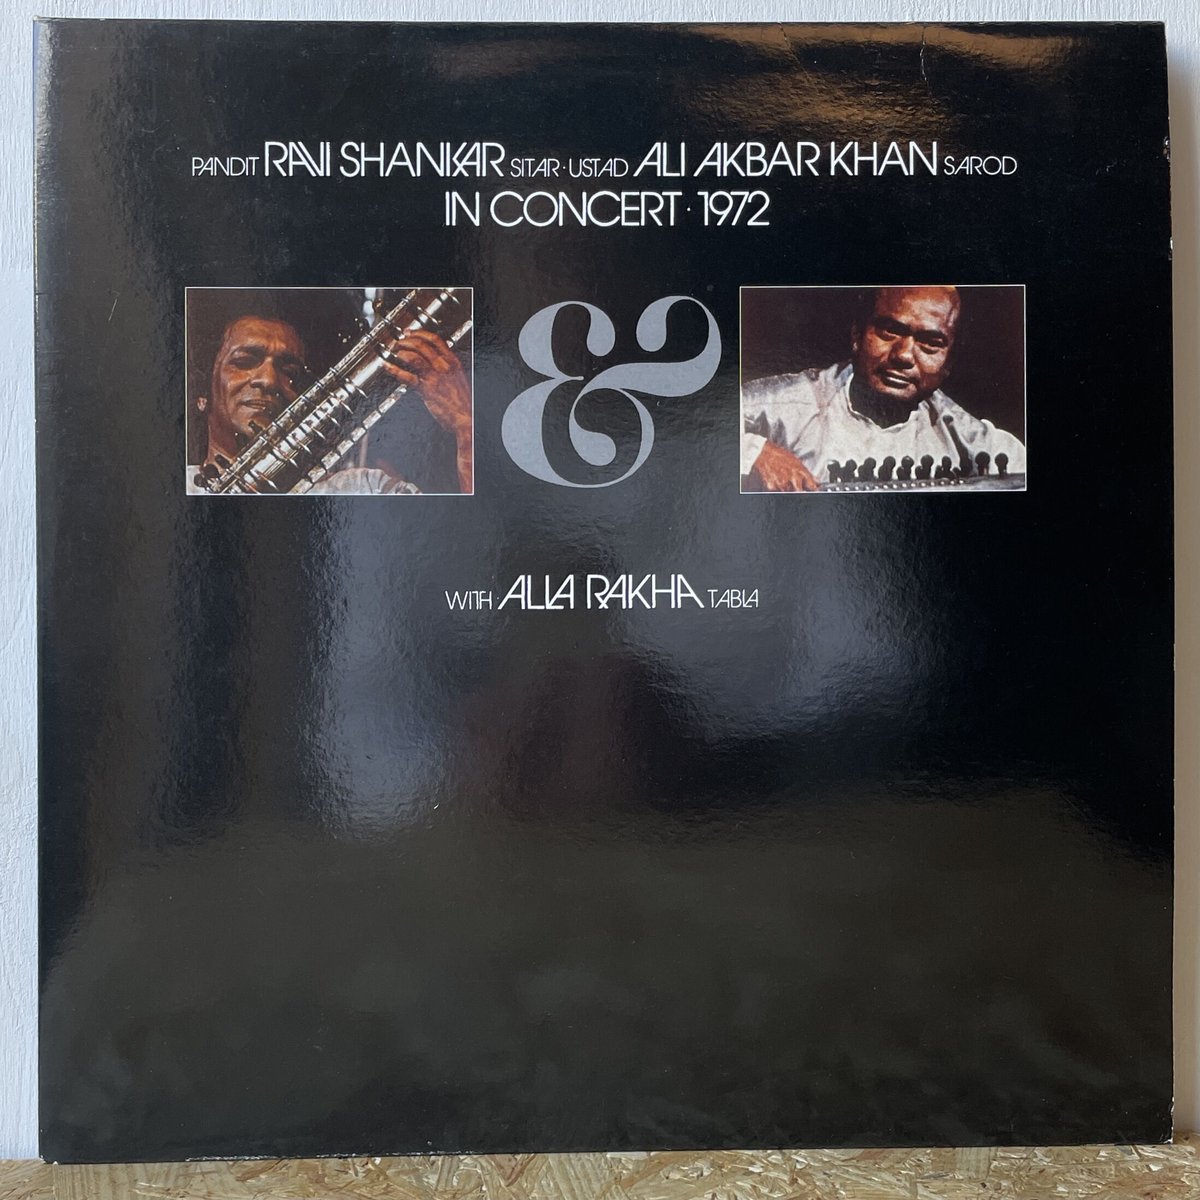 PANDIT RAVI SHANKAR SITAR · USTAD ALI AKBAR KHAN SAROD
IN CONCERT · 1972
&
WITH · ALLA RAKHA TABLA